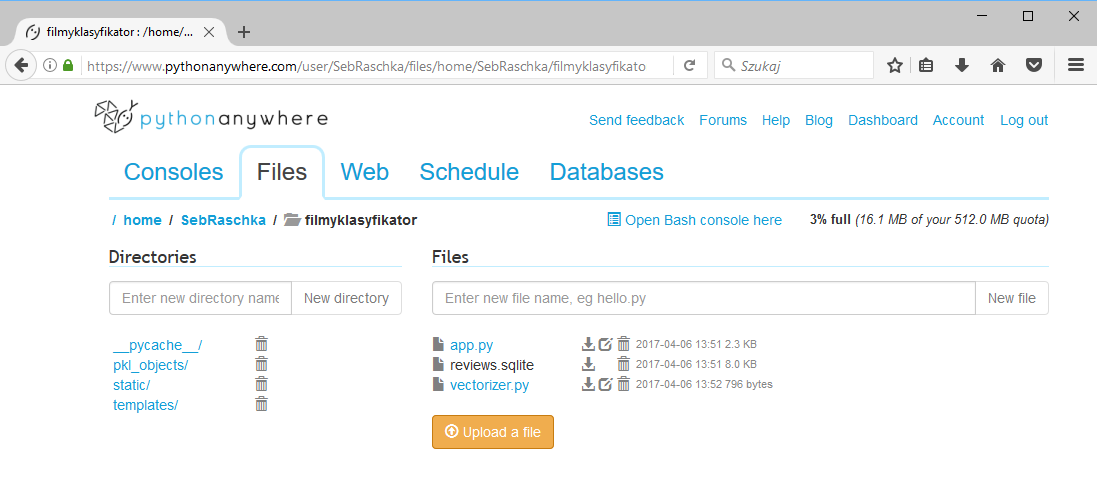 filmyklasyfikator : /home/...
https://www.pythonanywhere.com/user/SebRaschka/files/home/SebRaschka/filmyklasyfikato
Szukaj
pythonanywhere
Send feedback Forums Help Blog Dashboard Account Log out
Consoles Files Web Schedule Databases
/ home / SebRaschka / filmyklasyfikator
Open Bash console here
3% full (16.1 MB of your 512.0 MB quota)
Directories
Enter new directory name New directory
__pycache__/
pkl_objects/
static/
templates/
Files
Enter new file name, eg hello.py New file
app.py 2017-04-06 13:51 2.3 KB
reviews.sqlite 2017-04-06 13:51 8.0 KB
vectorizer.py 2017-04-06 13:52 796 bytes
Upload a file